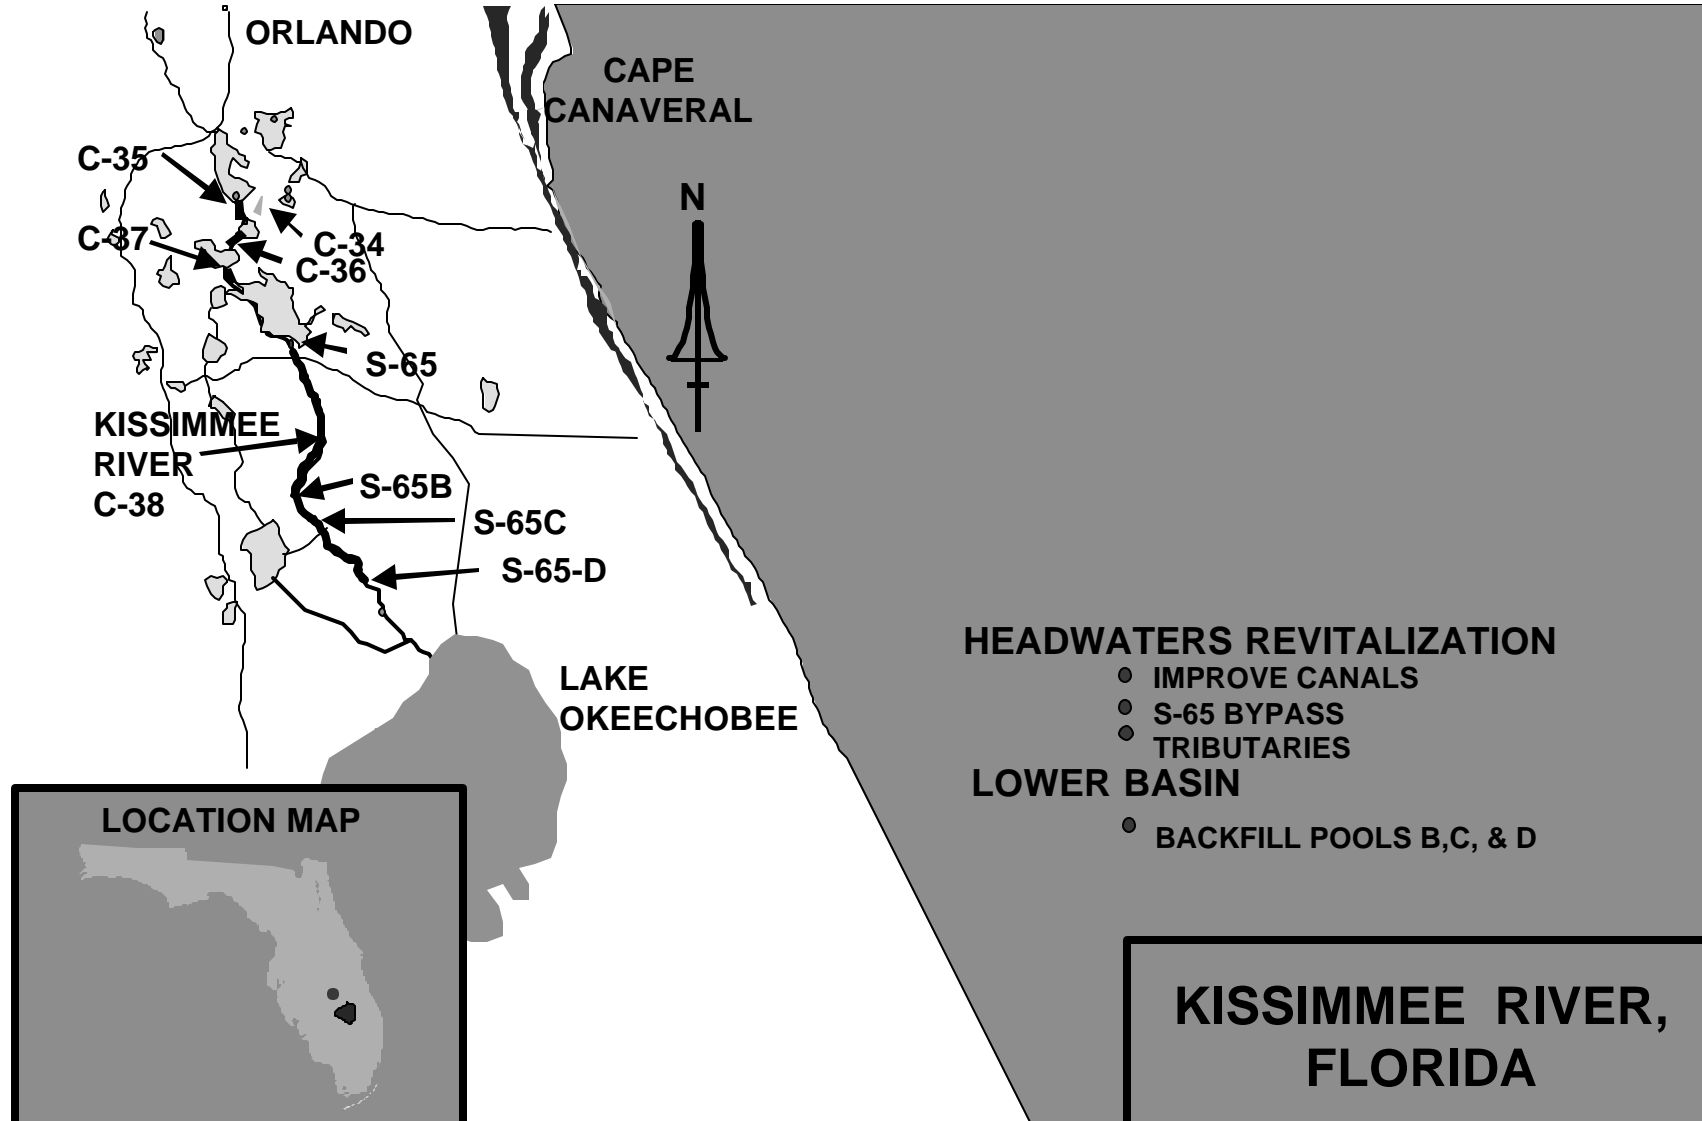 ORLANDO
CAPE
CANAVERAL
C-35
N
C-37
C-34
C-36
S-65
KISSIMMEE
RIVER
C-38
S-65B
S-65C
S-65-D
LAKE
OKEECHOBEE
HEADWATERS REVITALIZATION
IMPROVE CANALS
S-65 BYPASS
TRIBUTARIES
LOWER BASIN
BACKFILL POOLS B,C, & D
LOCATION MAP
KISSIMMEE RIVER,
FLORIDA